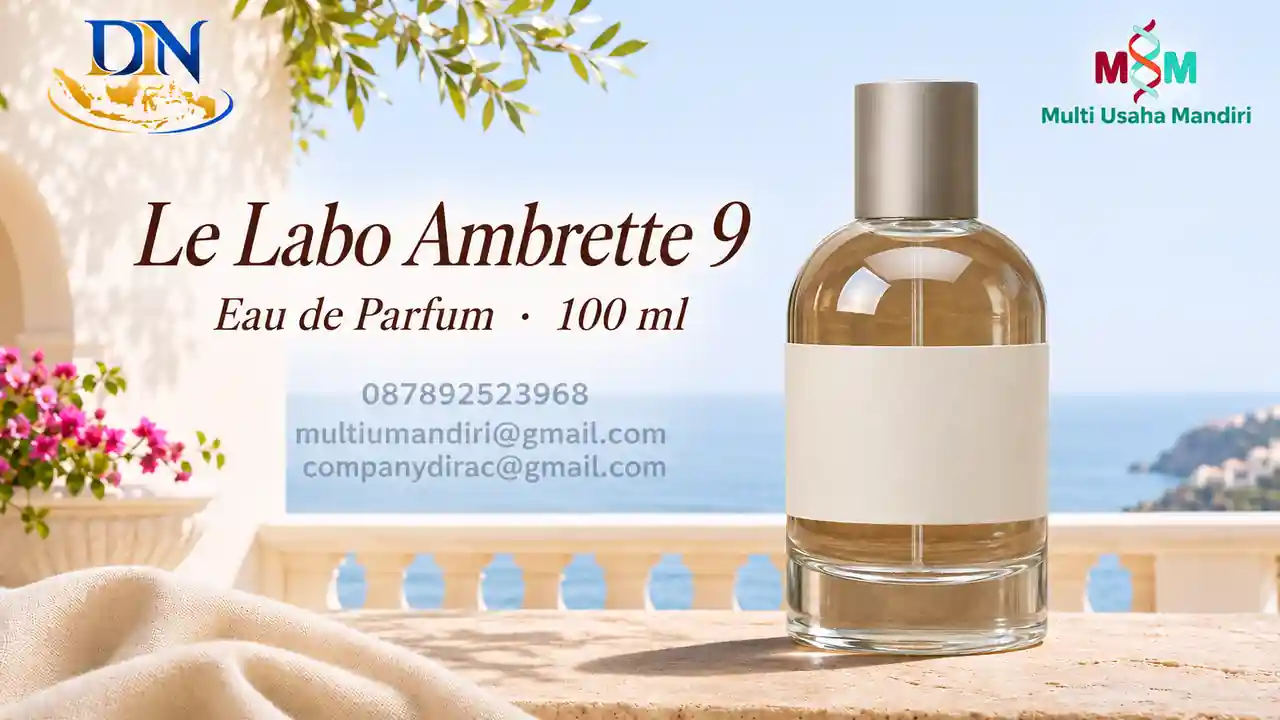 DN
MSM
Multi Usaha Mandiri
Le Labo Ambrette 9
Eau de Parfum · 100 ml
087892523968
multiumandiri@gmail.com
companydirac@gmail.com